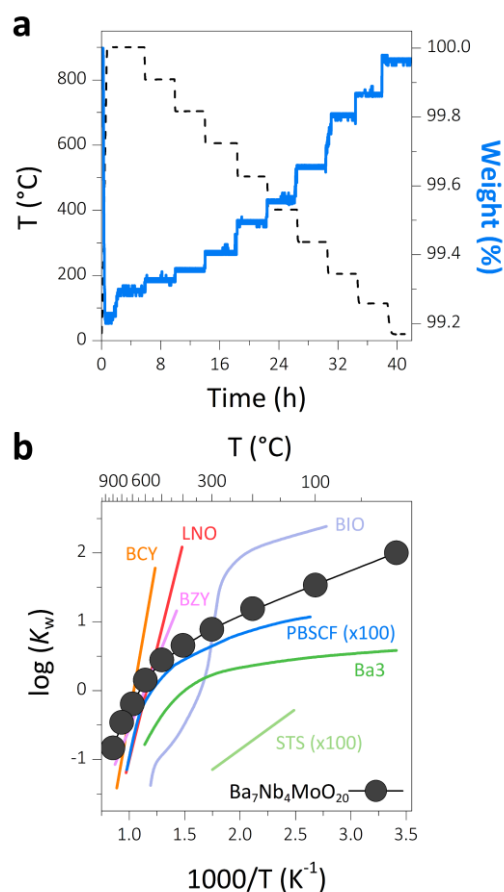 a
T (°C)
800
600
400
200
0
100.0
99.8
99.6
99.4
99.2
Weight (%)
0 8 16 24 32 40
Time (h)
b
T (°C)
900 600 300 100
BCY
LNO
BZY
BIO
PBSCF (x100)
Ba3
STS (x100)
Ba₇Nb₄MoO₂₀
log (K_w)
2
1
0
-1
1.0 1.5 2.0 2.5 3.0 3.5
1000/T (K⁻¹)